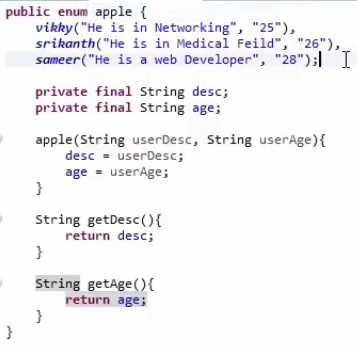 public enum apple {
vikky("He is in Networking", "25"),
srikanth("He is in Medical Feild", "26"),
sameer("He is a web Developer", "28");
private final String desc;
private final String age;
apple(String userDesc, String userAge){
desc = userDesc;
age = userAge;
}
String getDesc(){
return desc;
}
String getAge(){
return age;
}
}